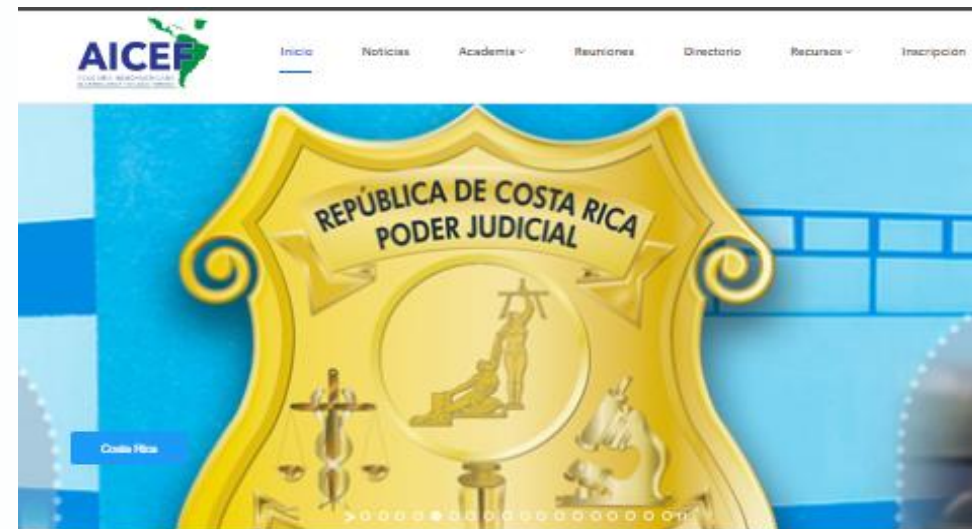 AICEF
Inicio
Noticias
Academia
Reuniones
Directorio
Recursos
Inscripción
REPÚBLICA DE COSTA RICA
PODER JUDICIAL
Costa Rica